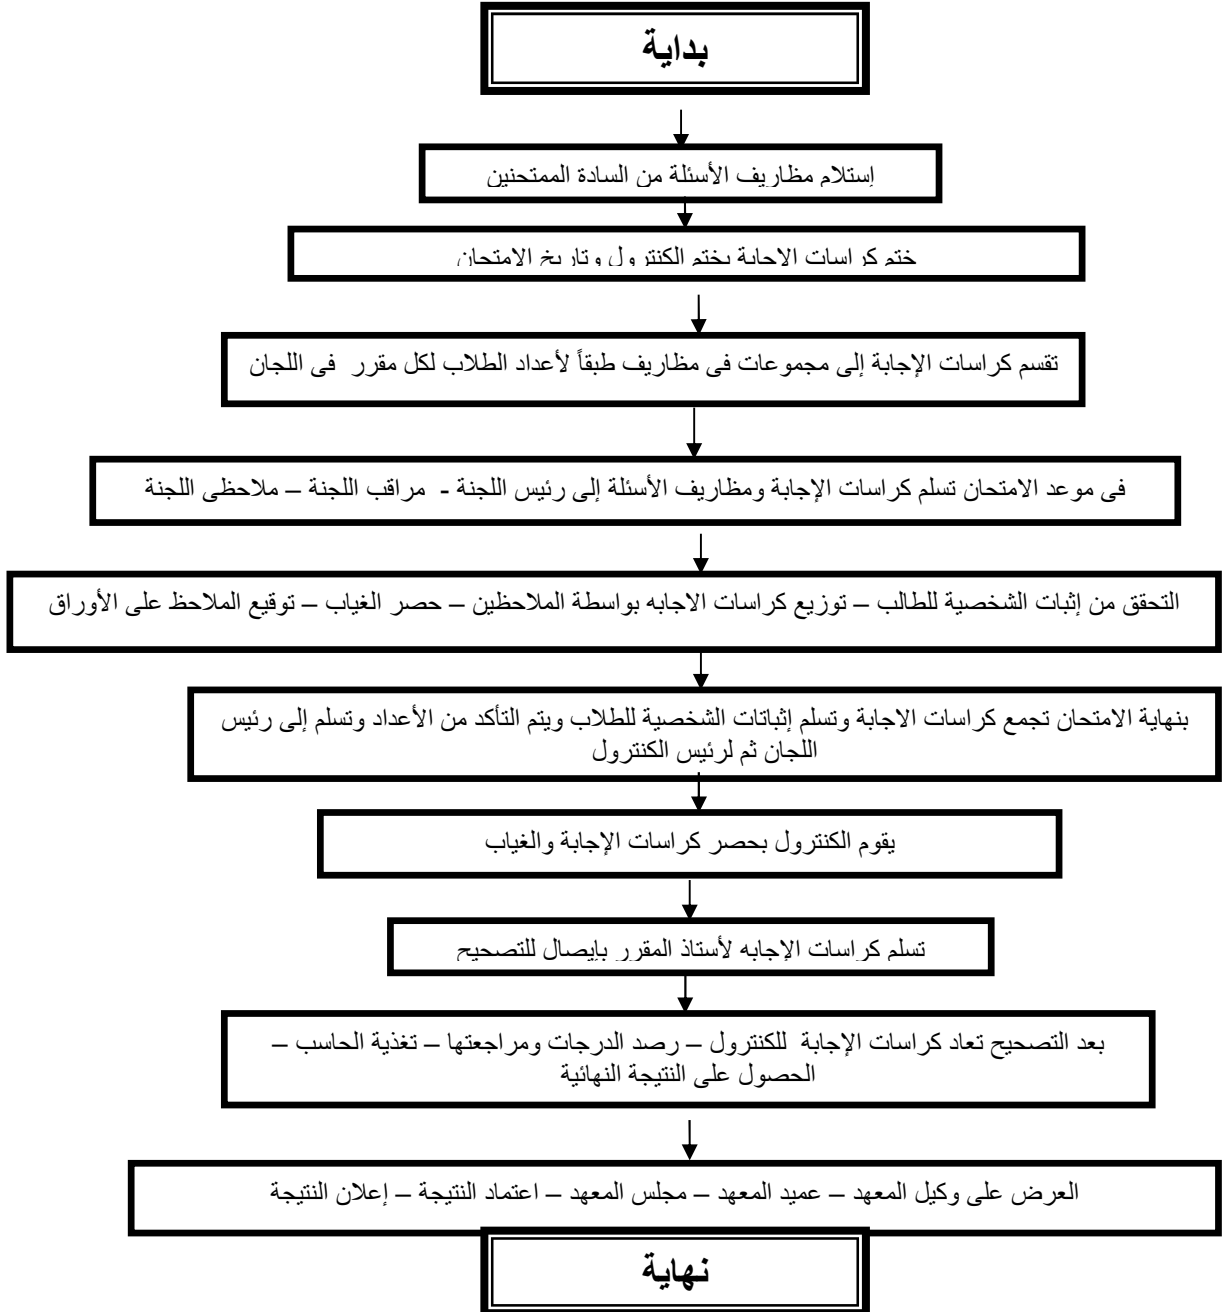 بداية
إستلام مظاريف الأسئلة من السادة الممتحنين
ختم كراسات الاجابة بختم الكنترول وتاريخ الامتحان
تقسم كراسات الإجابة إلى مجموعات فى مظاريف طبقاً لأعداد الطلاب لكل مقرر فى اللجان
فى موعد الامتحان تسلم كراسات الإجابة ومظاريف الأسئلة إلى رئيس اللجنة - مراقب اللجنة – ملاحظى اللجنة
التحقق من إثبات الشخصية للطالب – توزيع كراسات الاجابه بواسطة الملاحظين – حصر الغياب – توقيع الملاحظ على الأوراق
بنهاية الامتحان تجمع كراسات الاجابة وتسلم إثباتات الشخصية للطلاب ويتم التأكد من الأعداد وتسلم إلى رئيس
اللجان ثم لرئيس الكنترول
يقوم الكنترول بحصر كراسات الإجابة والغياب
تسلم كراسات الإجابه لأستاذ المقرر بإيصال للتصحيح
بعد التصحيح تعاد كراسات الإجابة للكنترول – رصد الدرجات ومراجعتها – تغذية الحاسب –
الحصول على النتيجة النهائية
العرض على وكيل المعهد – عميد المعهد – مجلس المعهد – اعتماد النتيجة – إعلان النتيجة
نهاية